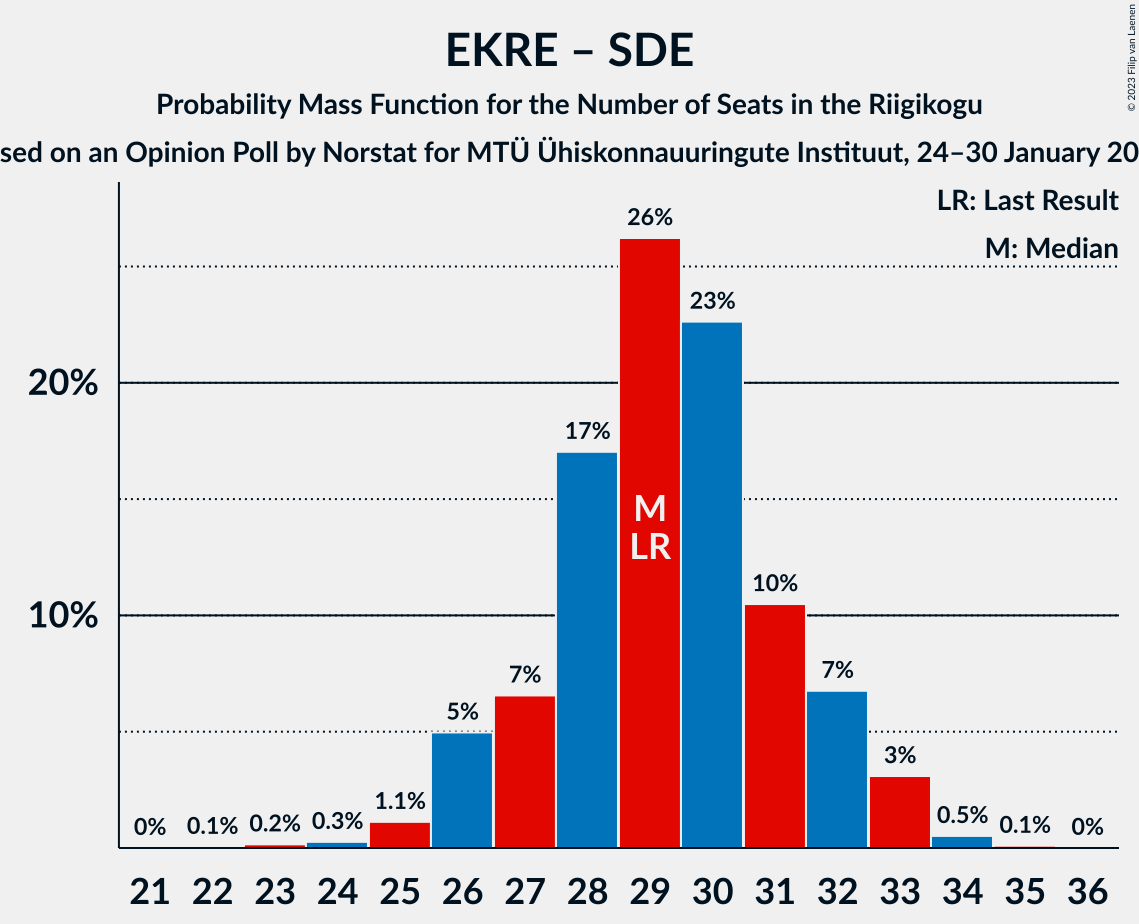 EKRE – SDE
Probability Mass Function for the Number of Seats in the Riigikogu
sed on an Opinion Poll by Norstat for MTÜ Ühiskonnauuringute Instituut, 24–30 January 20
© 2023 Filip van Laenen
LR: Last Result
M: Median
26%
23%
20%
17%
M
LR
10%
10%
7%
7%
5%
3%
1.1%
0.5%
0% 0.1% 0.2% 0.3%
0.1% 0%
21 22 23 24 25 26 27 28 29 30 31 32 33 34 35 36